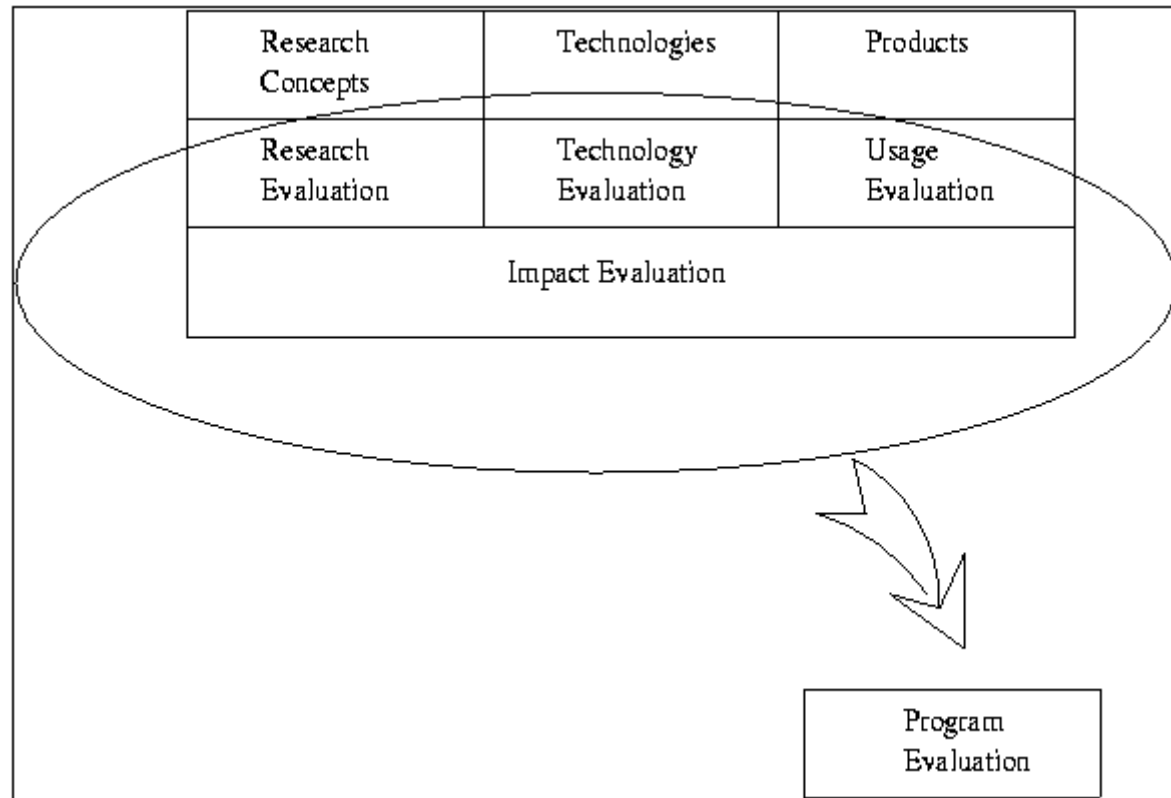 Research
Concepts
Technologies
Products
Research
Evaluation
Technology
Evaluation
Usage
Evaluation
Impact Evaluation
Program
Evaluation